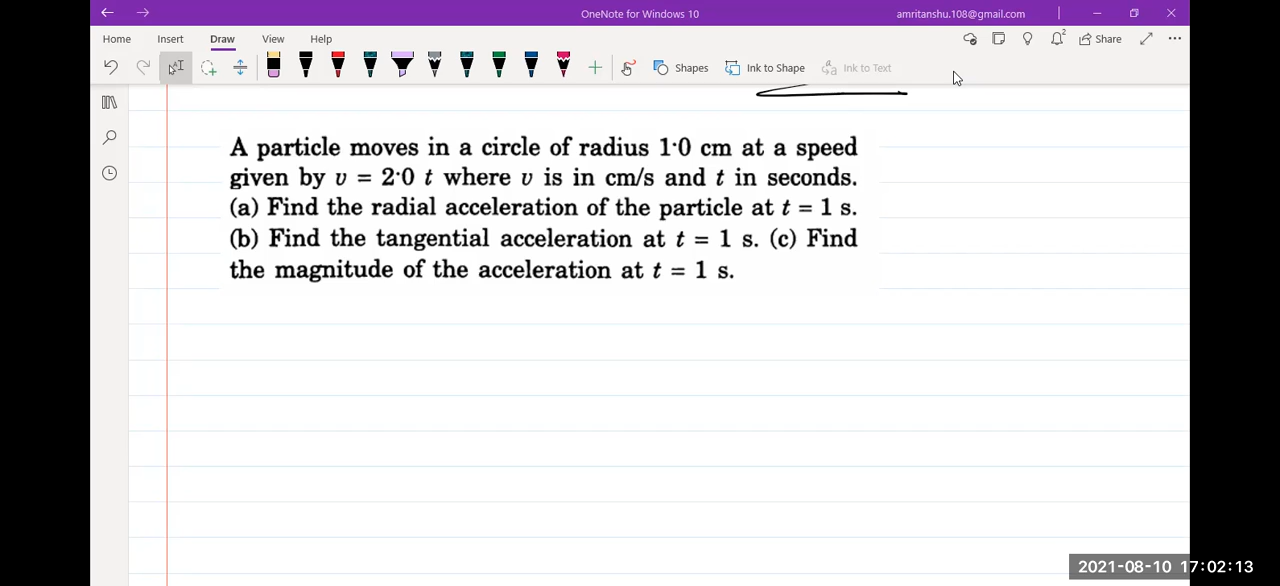 OneNote for Windows 10
amritanshu.108@gmail.com
Home Insert Draw View Help
2
Share
Shapes
Ink to Shape
Ink to Text
A particle moves in a circle of radius 1·0 cm at a speed
given by v = 2·0 t where v is in cm/s and t in seconds.
(a) Find the radial acceleration of the particle at t = 1 s.
(b) Find the tangential acceleration at t = 1 s. (c) Find
the magnitude of the acceleration at t = 1 s.
2021-08-10 17:02:13